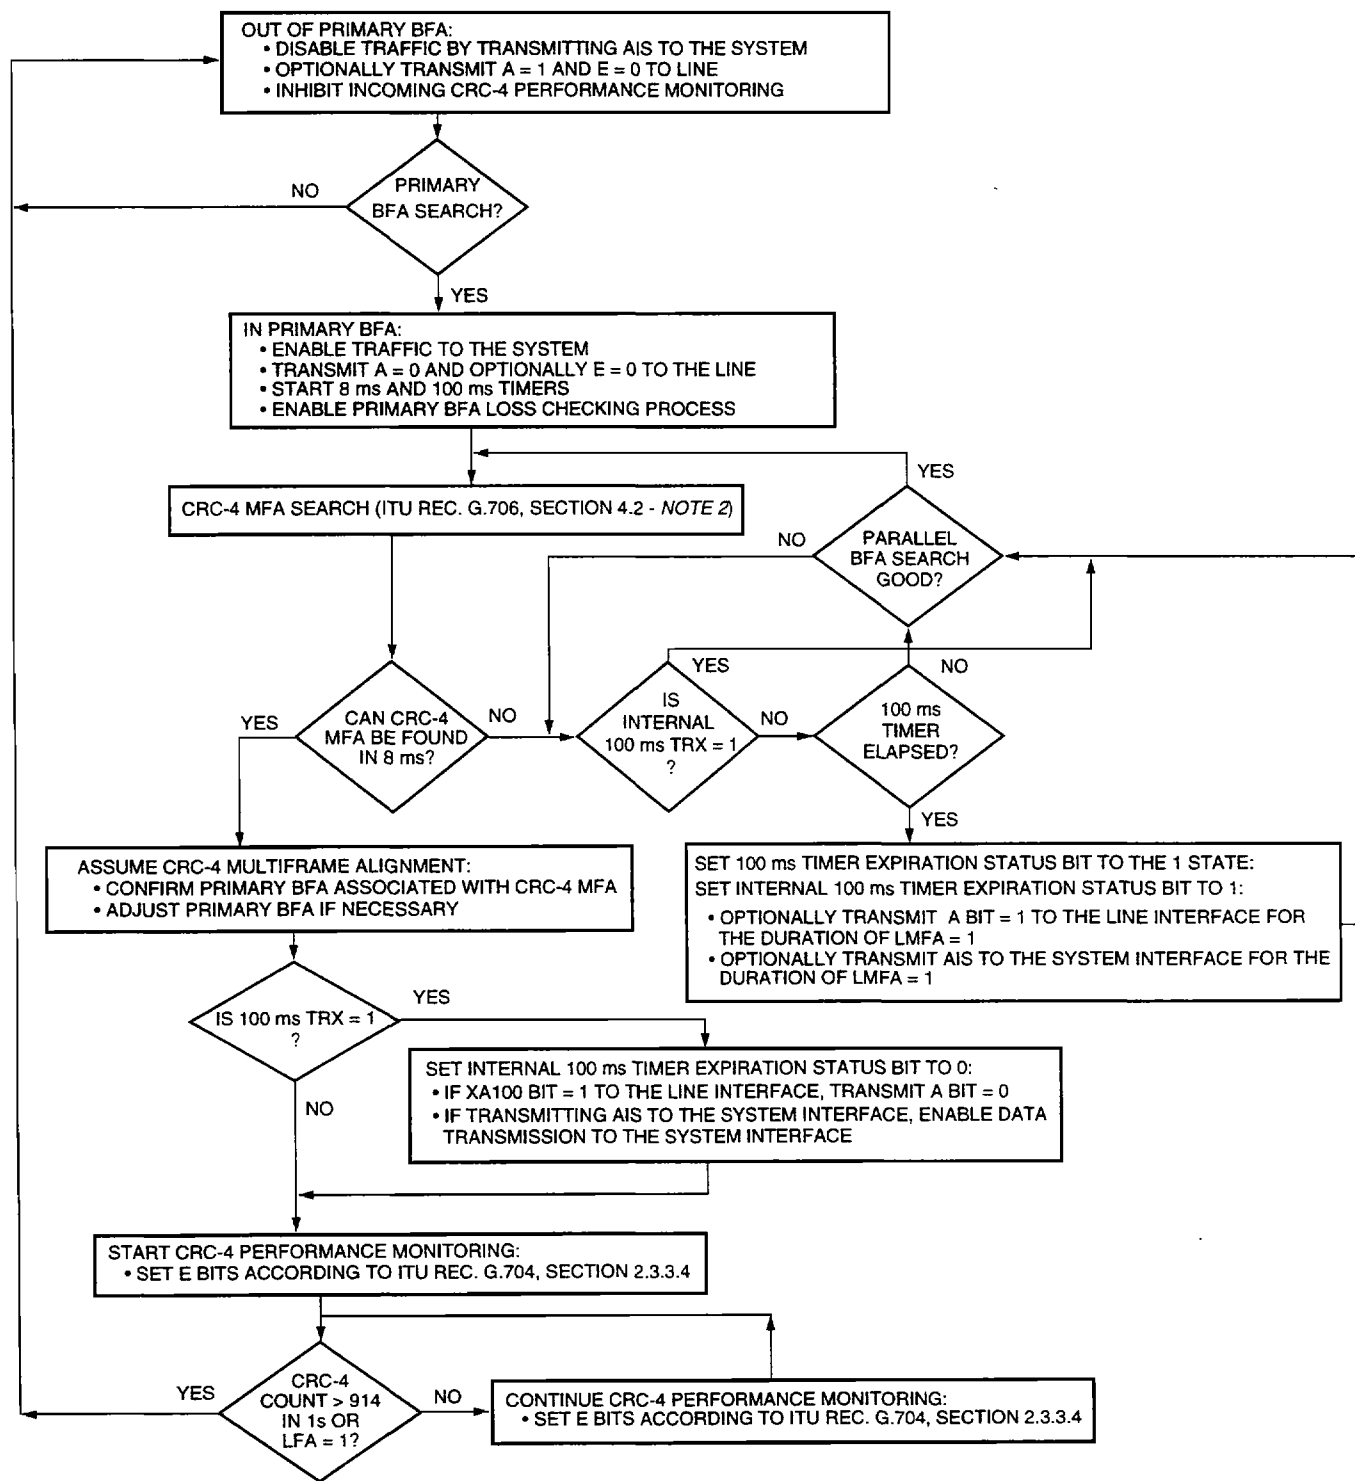 OUT OF PRIMARY BFA:
• DISABLE TRAFFIC BY TRANSMITTING AIS TO THE SYSTEM
• OPTIONALLY TRANSMIT A = 1 AND E = 0 TO LINE
• INHIBIT INCOMING CRC-4 PERFORMANCE MONITORING
NO
PRIMARY
BFA SEARCH?
YES
IN PRIMARY BFA:
• ENABLE TRAFFIC TO THE SYSTEM
• TRANSMIT A = 0 AND OPTIONALLY E = 0 TO THE LINE
• START 8 ms AND 100 ms TIMERS
• ENABLE PRIMARY BFA LOSS CHECKING PROCESS
YES
CRC-4 MFA SEARCH (ITU REC. G.706, SECTION 4.2 - NOTE 2)
NO
PARALLEL
BFA SEARCH
GOOD?
YES
NO
YES
CAN CRC-4
MFA BE FOUND
IN 8 ms?
NO
IS
INTERNAL
100 ms TRX = 1
?
NO
100 ms
TIMER
ELAPSED?
YES
ASSUME CRC-4 MULTIFRAME ALIGNMENT:
• CONFIRM PRIMARY BFA ASSOCIATED WITH CRC-4 MFA
• ADJUST PRIMARY BFA IF NECESSARY
SET 100 ms TIMER EXPIRATION STATUS BIT TO THE 1 STATE:
SET INTERNAL 100 ms TIMER EXPIRATION STATUS BIT TO 1:
• OPTIONALLY TRANSMIT A BIT = 1 TO THE LINE INTERFACE FOR
THE DURATION OF LMFA = 1
• OPTIONALLY TRANSMIT AIS TO THE SYSTEM INTERFACE FOR THE
DURATION OF LMFA = 1
IS 100 ms TRX = 1
?
YES
NO
SET INTERNAL 100 ms TIMER EXPIRATION STATUS BIT TO 0:
• IF XA100 BIT = 1 TO THE LINE INTERFACE, TRANSMIT A BIT = 0
• IF TRANSMITTING AIS TO THE SYSTEM INTERFACE, ENABLE DATA
TRANSMISSION TO THE SYSTEM INTERFACE
START CRC-4 PERFORMANCE MONITORING:
• SET E BITS ACCORDING TO ITU REC. G.704, SECTION 2.3.3.4
YES
CRC-4
COUNT > 914
IN 1s OR
LFA = 1?
NO
CONTINUE CRC-4 PERFORMANCE MONITORING:
• SET E BITS ACCORDING TO ITU REC. G.704, SECTION 2.3.3.4